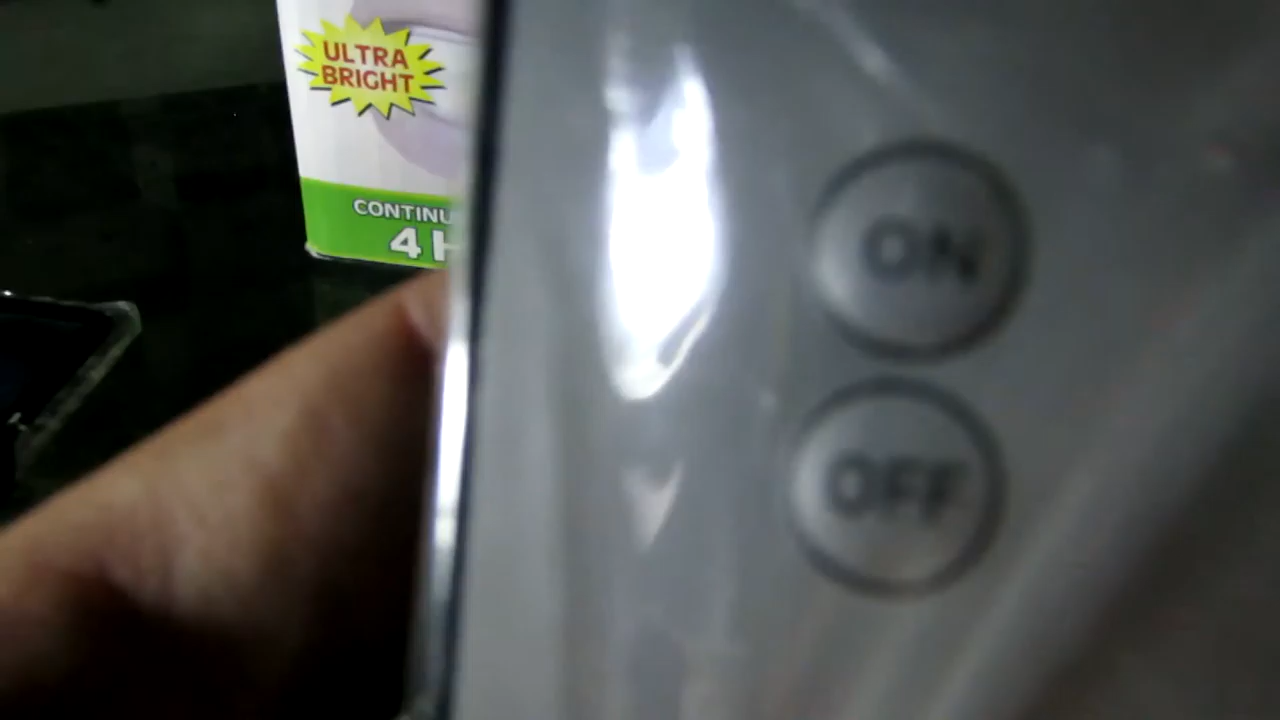 ULTRA
BRIGHT
CONTINU
4 H
ON
OFF